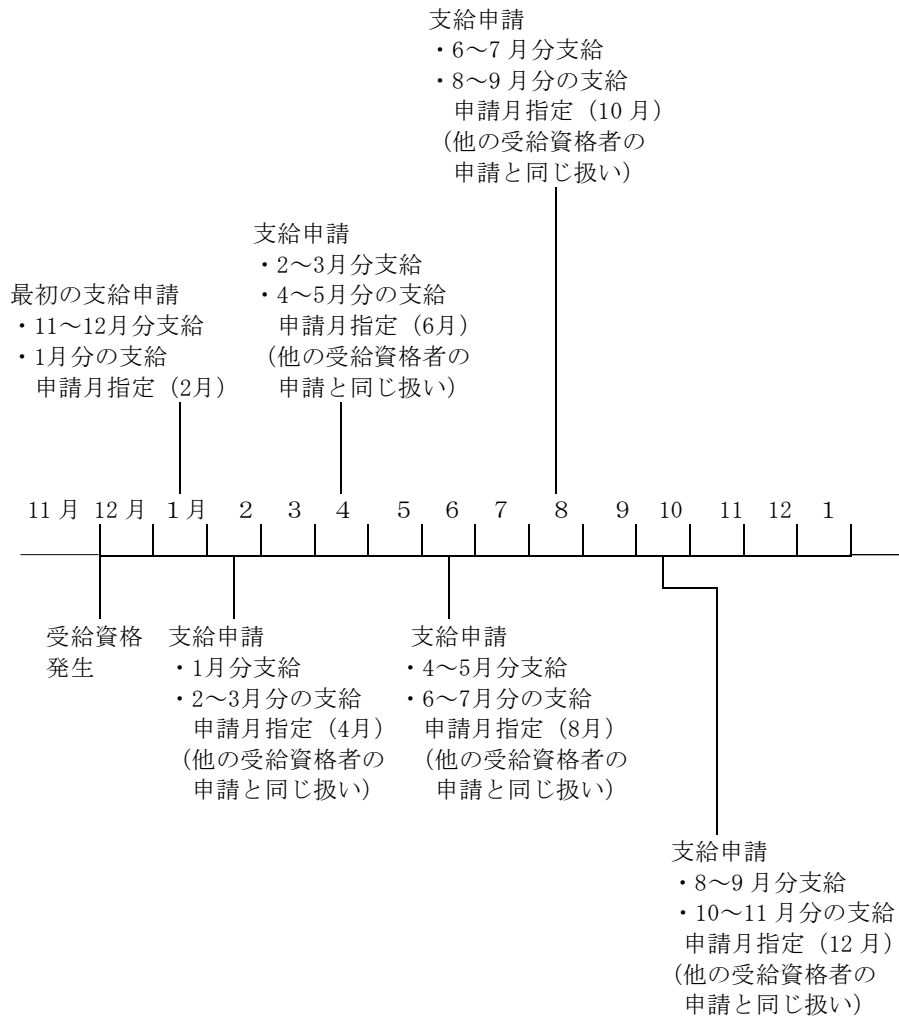 支給申請
・6～7 月分支給
・8～9 月分の支給
申請月指定（10 月）
（他の受給資格者の
申請と同じ扱い）
支給申請
・2～3月分支給
・4～5月分の支給
申請月指定（6月）
（他の受給資格者の
申請と同じ扱い）
最初の支給申請
・11～12月分支給
・1月分の支給
申請月指定（2月）
11 月 12 月 １月 2 3 4 5 6 7 8 9 10 11 12 1
受給資格
発生
支給申請
・1月分支給
・2～3月分の支給
申請月指定（4月）
（他の受給資格者の
申請と同じ扱い）
支給申請
・4～5月分支給
・6～7月分の支給
申請月指定（8月）
（他の受給資格者の
申請と同じ扱い）
支給申請
・8～9 月分支給
・10～11 月分の支給
申請月指定（12 月）
（他の受給資格者の
申請と同じ扱い）